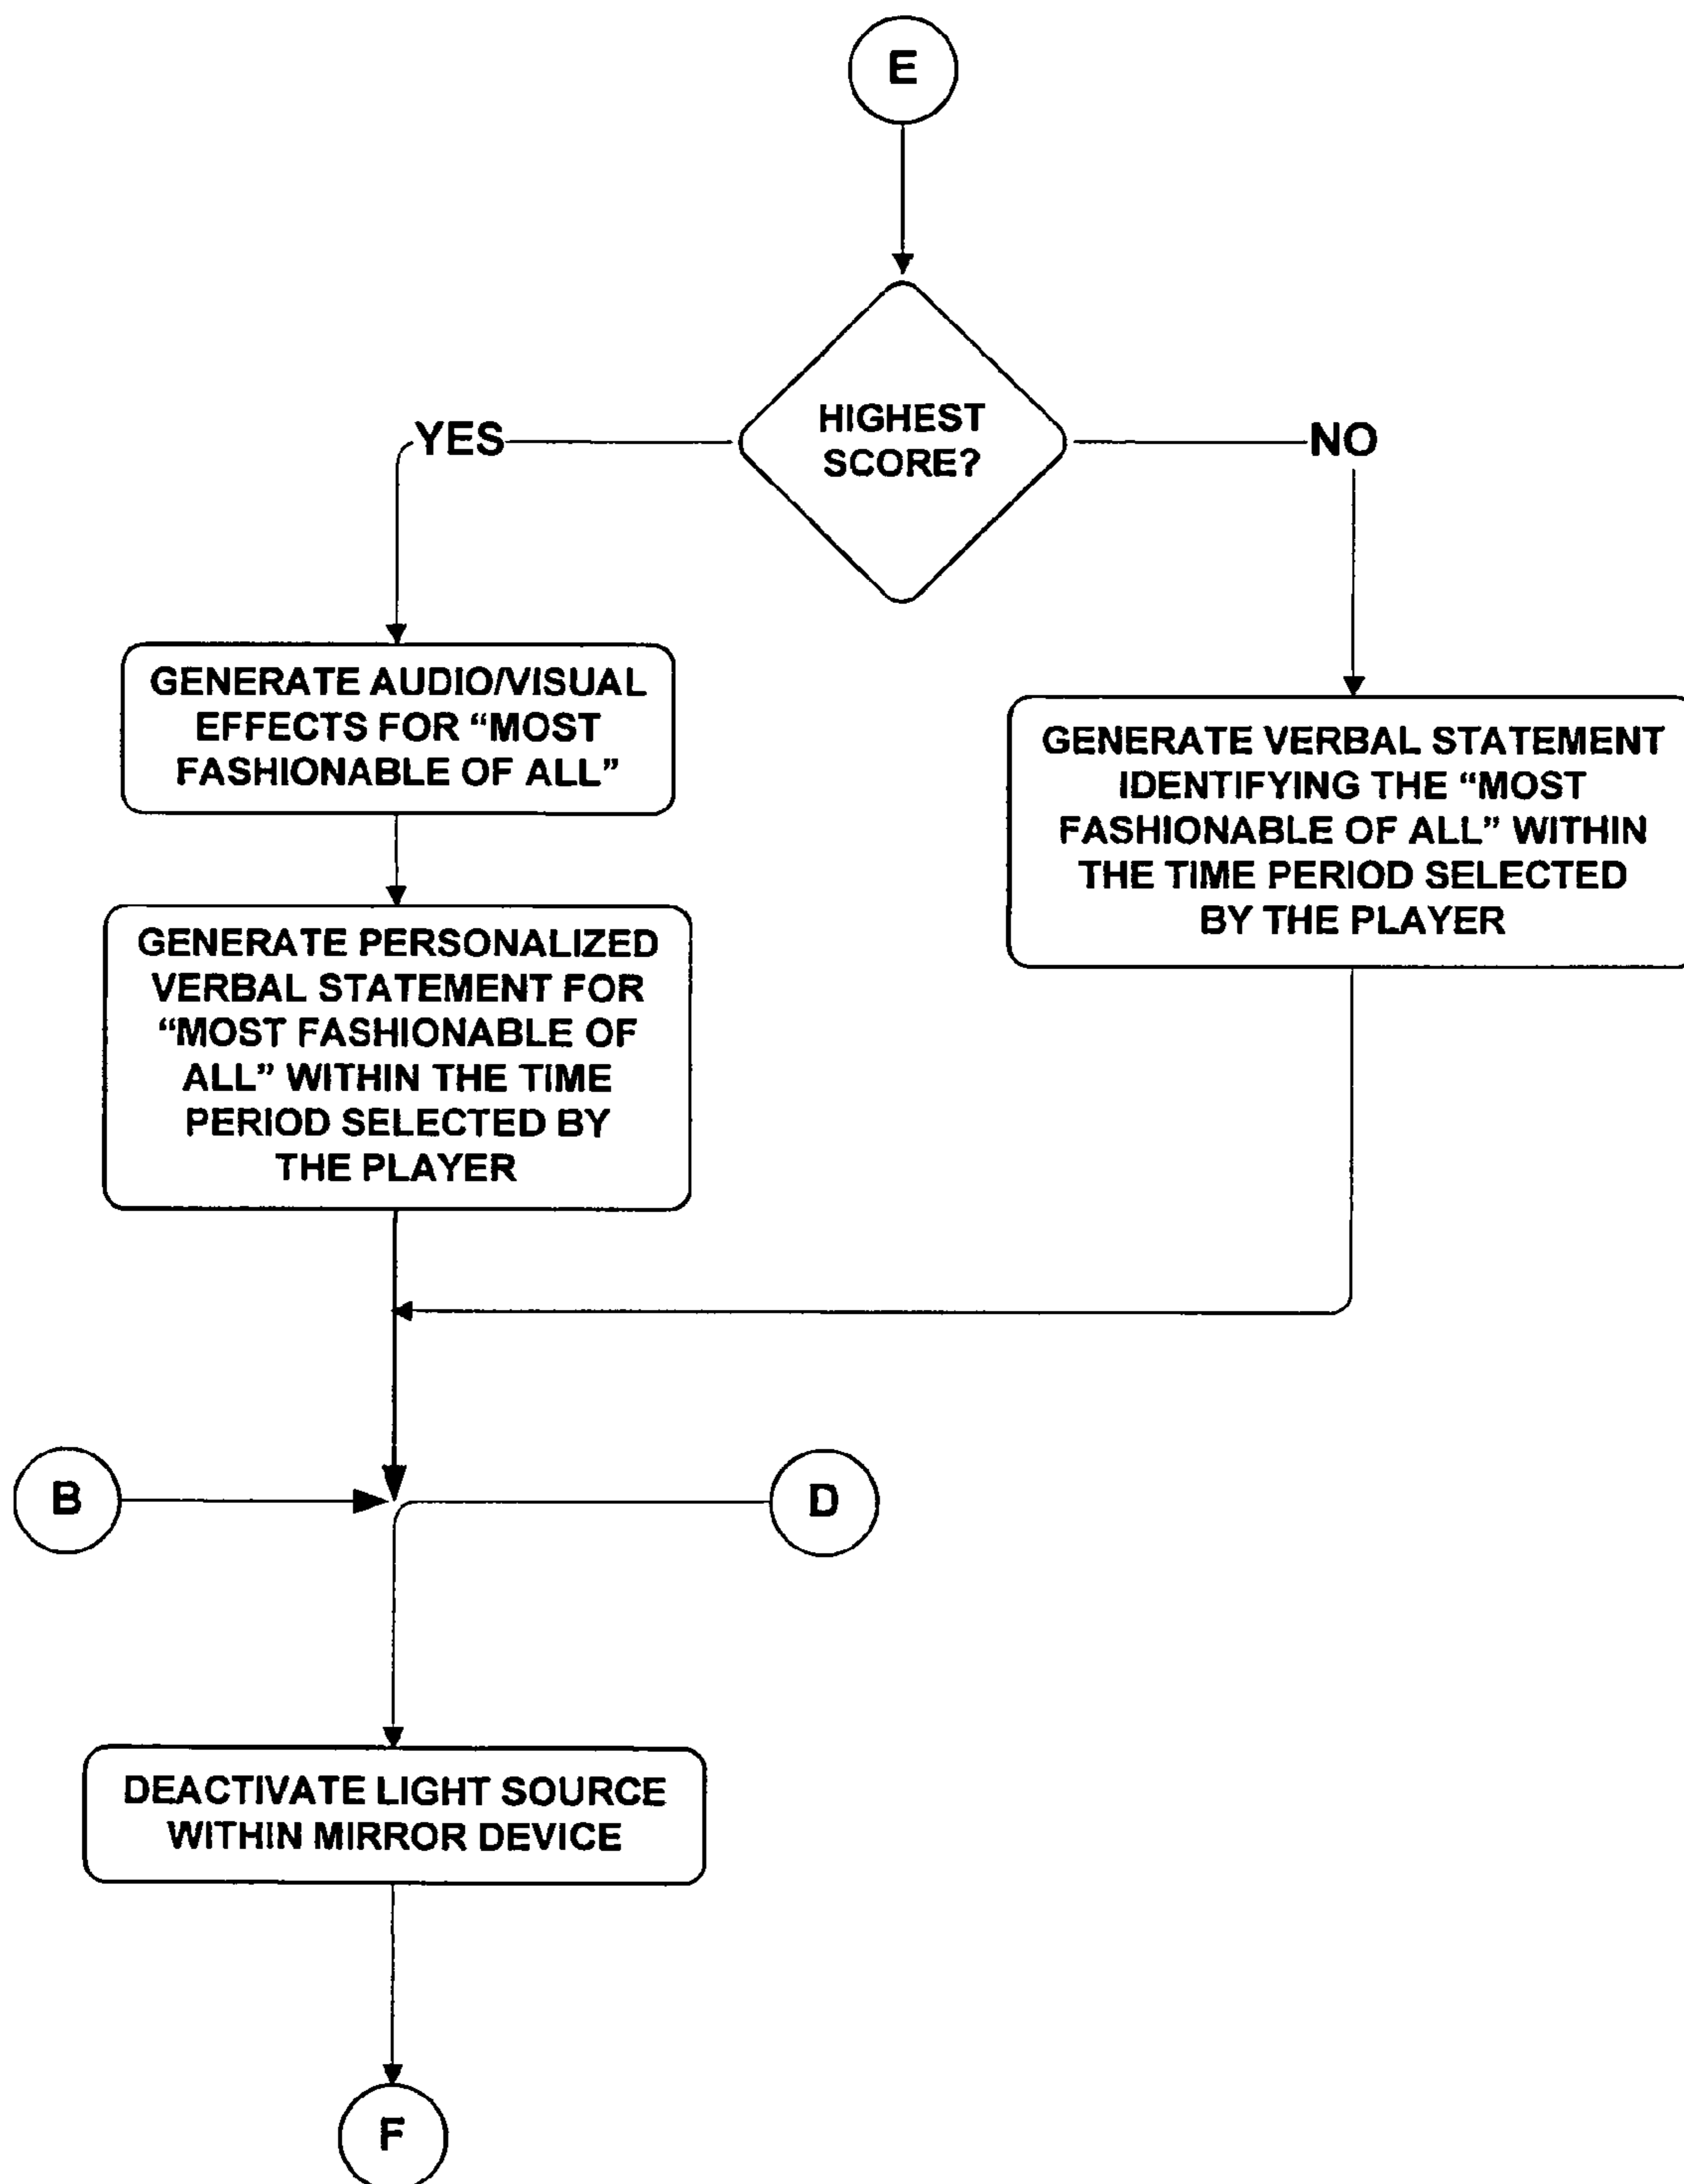 E
HIGHEST
SCORE?
YES
NO
GENERATE AUDIO/VISUAL
EFFECTS FOR “MOST
FASHIONABLE OF ALL”
GENERATE VERBAL STATEMENT
IDENTIFYING THE “MOST
FASHIONABLE OF ALL” WITHIN
THE TIME PERIOD SELECTED
BY THE PLAYER
GENERATE PERSONALIZED
VERBAL STATEMENT FOR
“MOST FASHIONABLE OF
ALL” WITHIN THE TIME
PERIOD SELECTED BY
THE PLAYER
B
D
DEACTIVATE LIGHT SOURCE
WITHIN MIRROR DEVICE
F